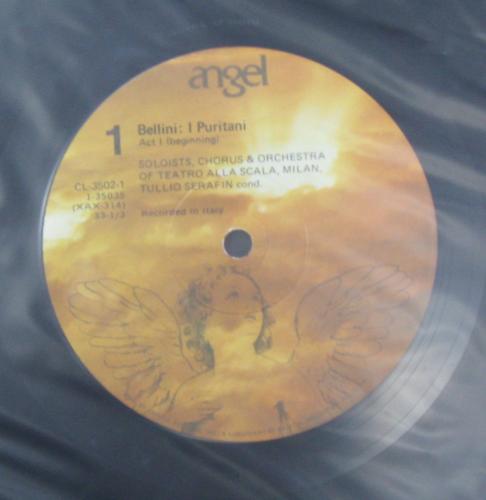 angel
1
Bellini: I Puritani
Act I (beginning)
SOLOISTS, CHORUS & ORCHESTRA
OF TEATRO ALLA SCALA, MILAN,
TULLIO SERAFIN cond.
CL-3502-1
1-35035
(XAX-314)
33-1/3
Recorded in Italy